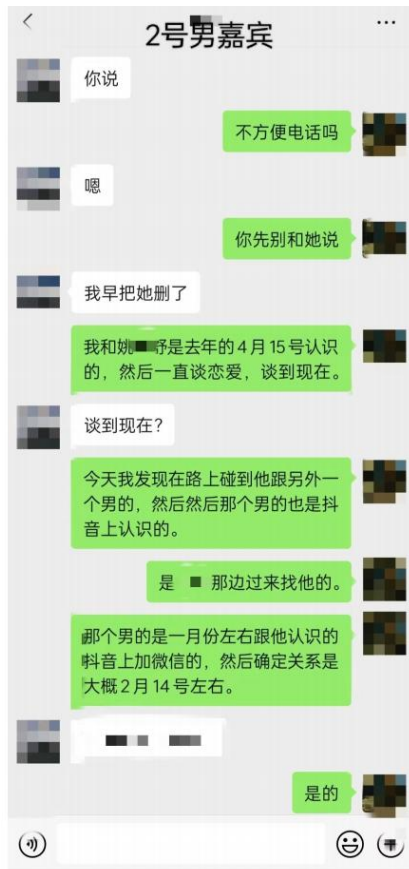 2号男嘉宾
你说
不方便电话吗
嗯
你先别和她说
我早把她删了
我和姚 是去年的4月15号认识
的，然后一直谈恋爱，谈到现在。
谈到现在？
今天我发现在路上碰到他跟另外一
个男的，然后然后那个男的也是抖
音上认识的。
是 那边过来找他的。
那个男的是一月份左右跟他认识的
抖音上加微信的，然后确定关系是
大概2月14号左右。
是的